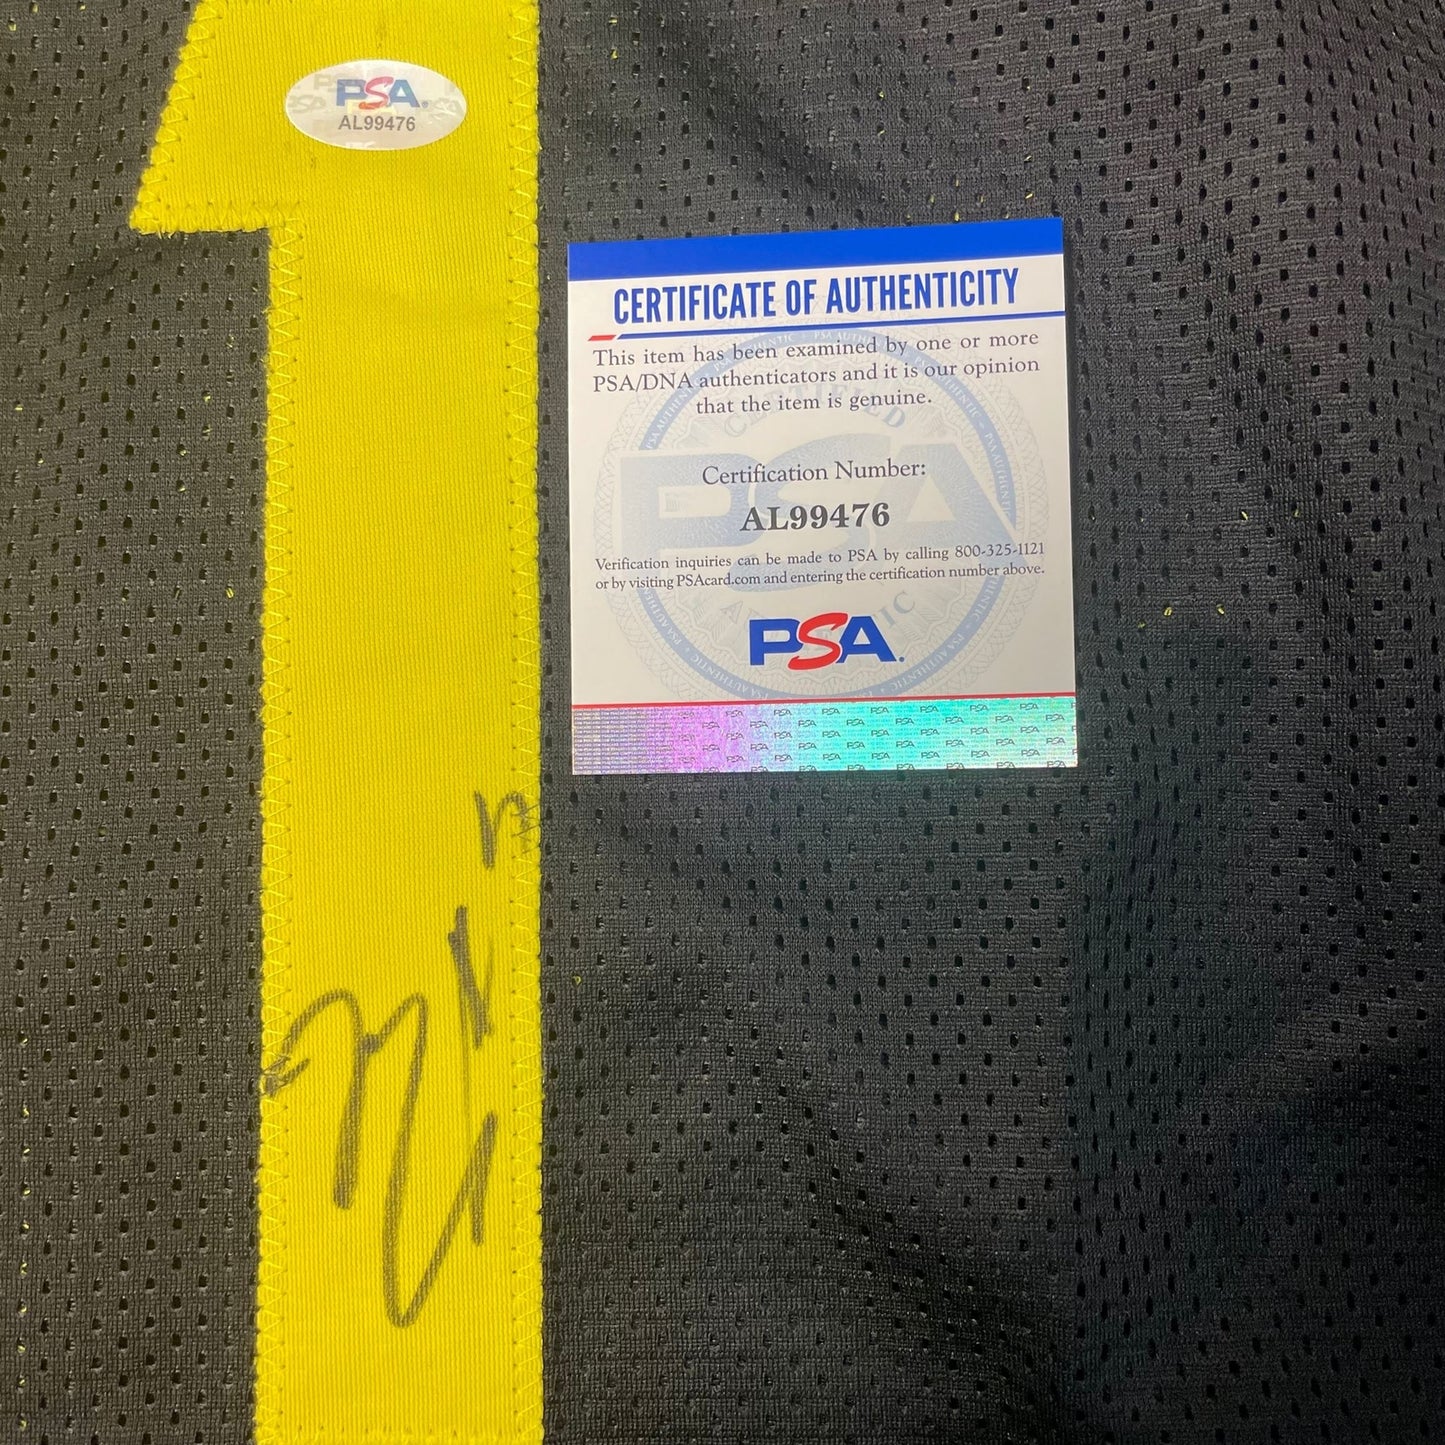 1
PSA
AL99476
CERTIFICATE OF AUTHENTICITY
This item has been examined by one or more
PSA/DNA authenticators and it is our opinion
that the item is genuine.
Certification Number:
AL99476
Verification inquiries can be made to PSA by calling 800-325-1121
or by visiting PSAcard.com and entering the certification number above.
PSA.